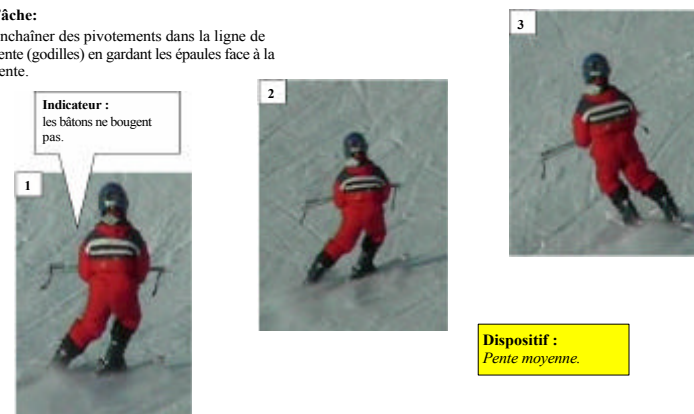 âche:
nchaîner des pivotements dans la ligne de
ente (godilles) en gardant les épaules face à la
ente.
Indicateur :
les bâtons ne bougent
pas.
1
2
3
Dispositif :
Pente moyenne.